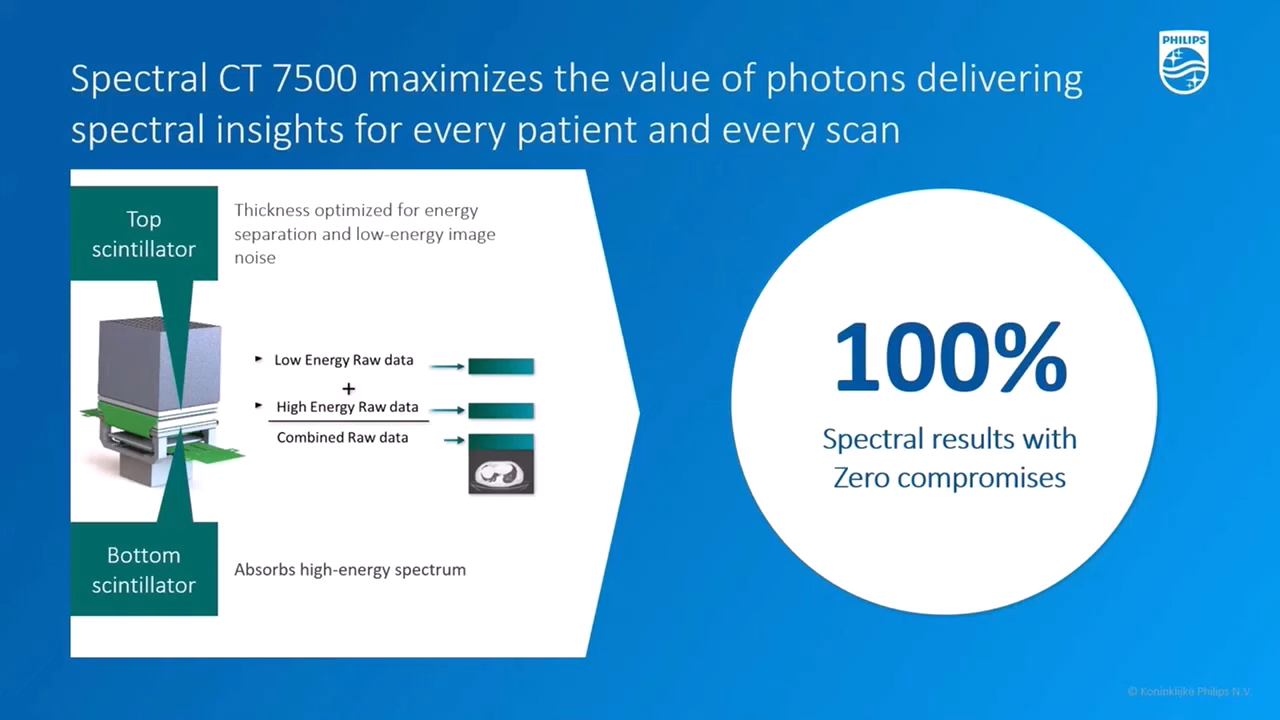 PHILIPS
Spectral CT 7500 maximizes the value of photons delivering
spectral insights for every patient and every scan
Top
scintillator
Thickness optimized for energy
separation and low-energy image
noise
Low Energy Raw data
+
High Energy Raw data
Combined Raw data
Bottom
scintillator
Absorbs high-energy spectrum
100%
Spectral results with
Zero compromises
© Koninklijke Philips N.V.